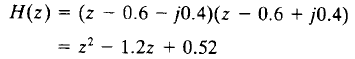 H(z) = (z − 0.6 − j0.4)(z − 0.6 + j0.4)
= z² − 1.2z + 0.52